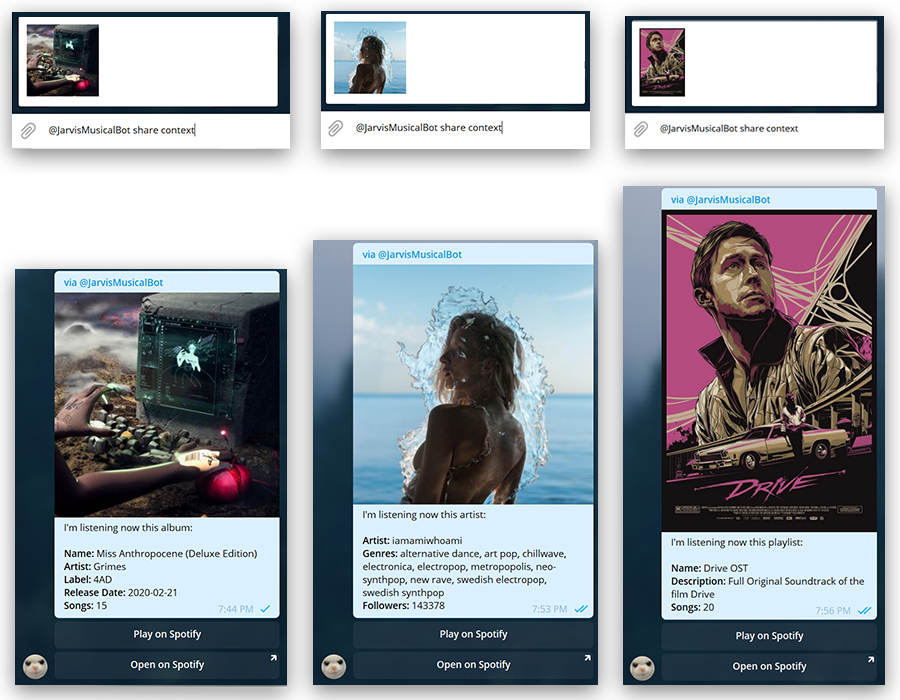 @JarvisMusicalBot share context
@JarvisMusicalBot share context
@JarvisMusicalBot share context
via @JarvisMusicalBot
I'm listening now this album:
Name: Miss Anthropocene (Deluxe Edition)
Artist: Grimes
Label: 4AD
Release Date: 2020-02-21
Songs: 15
7:44 PM
Play on Spotify
Open on Spotify
via @JarvisMusicalBot
I'm listening now this artist:
Artist: iamamiwhoami
Genres: alternative dance, art pop, chillwave,
electronica, electropop, metropopolis, neo-
synthpop, new rave, swedish electropop,
swedish synthpop
Followers: 143378
7:53 PM
Play on Spotify
Open on Spotify
via @JarvisMusicalBot
DRIVE
I'm listening now this playlist:
Name: Drive OST
Description: Full Original Soundtrack of the
film Drive
Songs: 20
7:56 PM
Play on Spotify
Open on Spotify